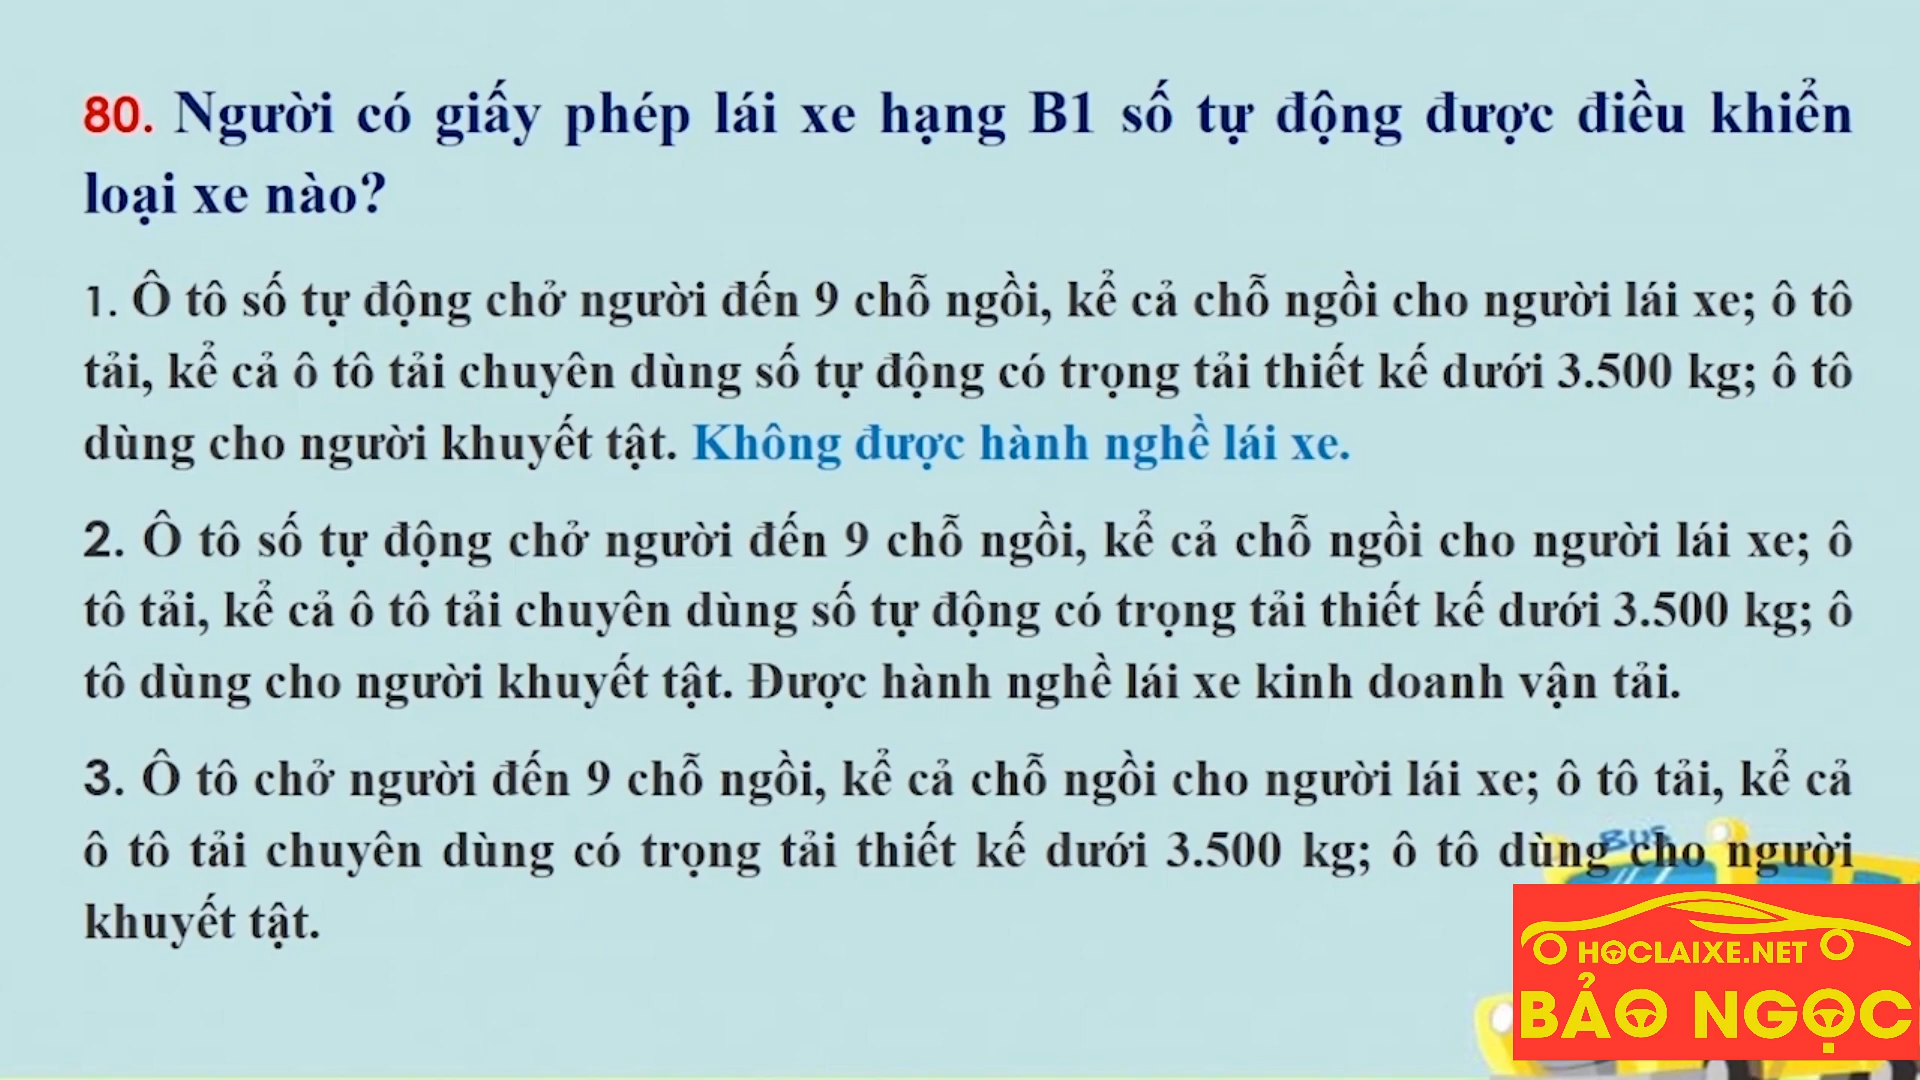 80. Người có giấy phép lái xe hạng B1 số tự động được điều khiển
loại xe nào?
1. Ô tô số tự động chở người đến 9 chỗ ngồi, kể cả chỗ ngồi cho người lái xe; ô tô
tải, kể cả ô tô tải chuyên dùng số tự động có trọng tải thiết kế dưới 3.500 kg; ô tô
dùng cho người khuyết tật. Không được hành nghề lái xe.
2. Ô tô số tự động chở người đến 9 chỗ ngồi, kể cả chỗ ngồi cho người lái xe; ô
tô tải, kể cả ô tô tải chuyên dùng số tự động có trọng tải thiết kế dưới 3.500 kg; ô
tô dùng cho người khuyết tật. Được hành nghề lái xe kinh doanh vận tải.
3. Ô tô chở người đến 9 chỗ ngồi, kể cả chỗ ngồi cho người lái xe; ô tô tải, kể cả
ô tô tải chuyên dùng có trọng tải thiết kế dưới 3.500 kg; ô tô dùng cho người
khuyết tật.
BUS
HOCLAIXE.NET
BẢO NGỌC